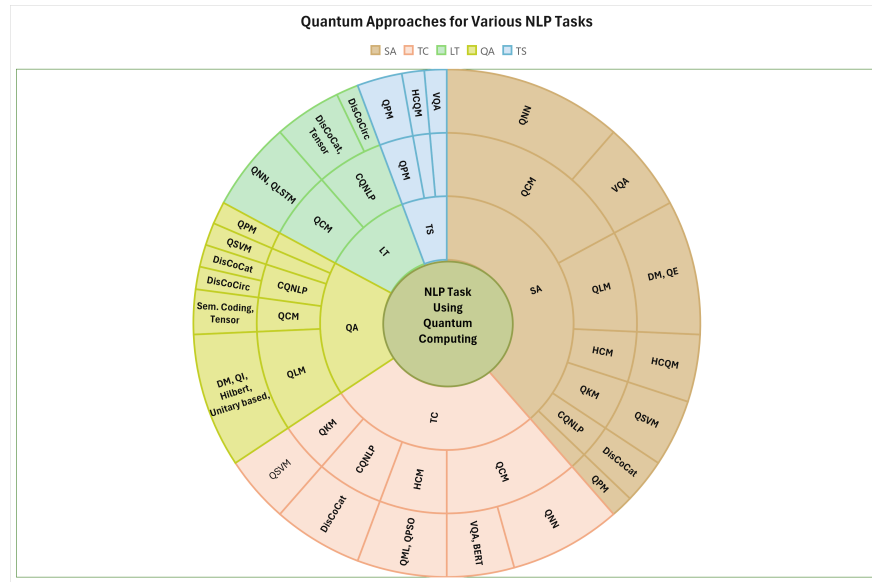 Quantum Approaches for Various NLP Tasks
SA TC LT QA TS
NLP Task
Using
Quantum
Computing
SA
QCM
QNN
VQA
QLM
DM, QE
HCM
HCQM
QKM
QSVM
CQNLP
DisCoCat
QPM
TC
QCM
QNN
VQA, BERT
HCM
QML, QPSO
CQNLP
DisCoCat
QKM
QSVM
QA
QLM
DM, QI,
Hilbert,
Unitary based,
QCM
Sem. Coding,
Tensor
CQNLP
DisCoCirc
DisCoCat
QSVM
QPM
LT
QCM
QNN, QLSTM
CQNLP
DisCoCat,
Tensor
DisCoCirc
TS
QPM
QPM
HCQM
VQA